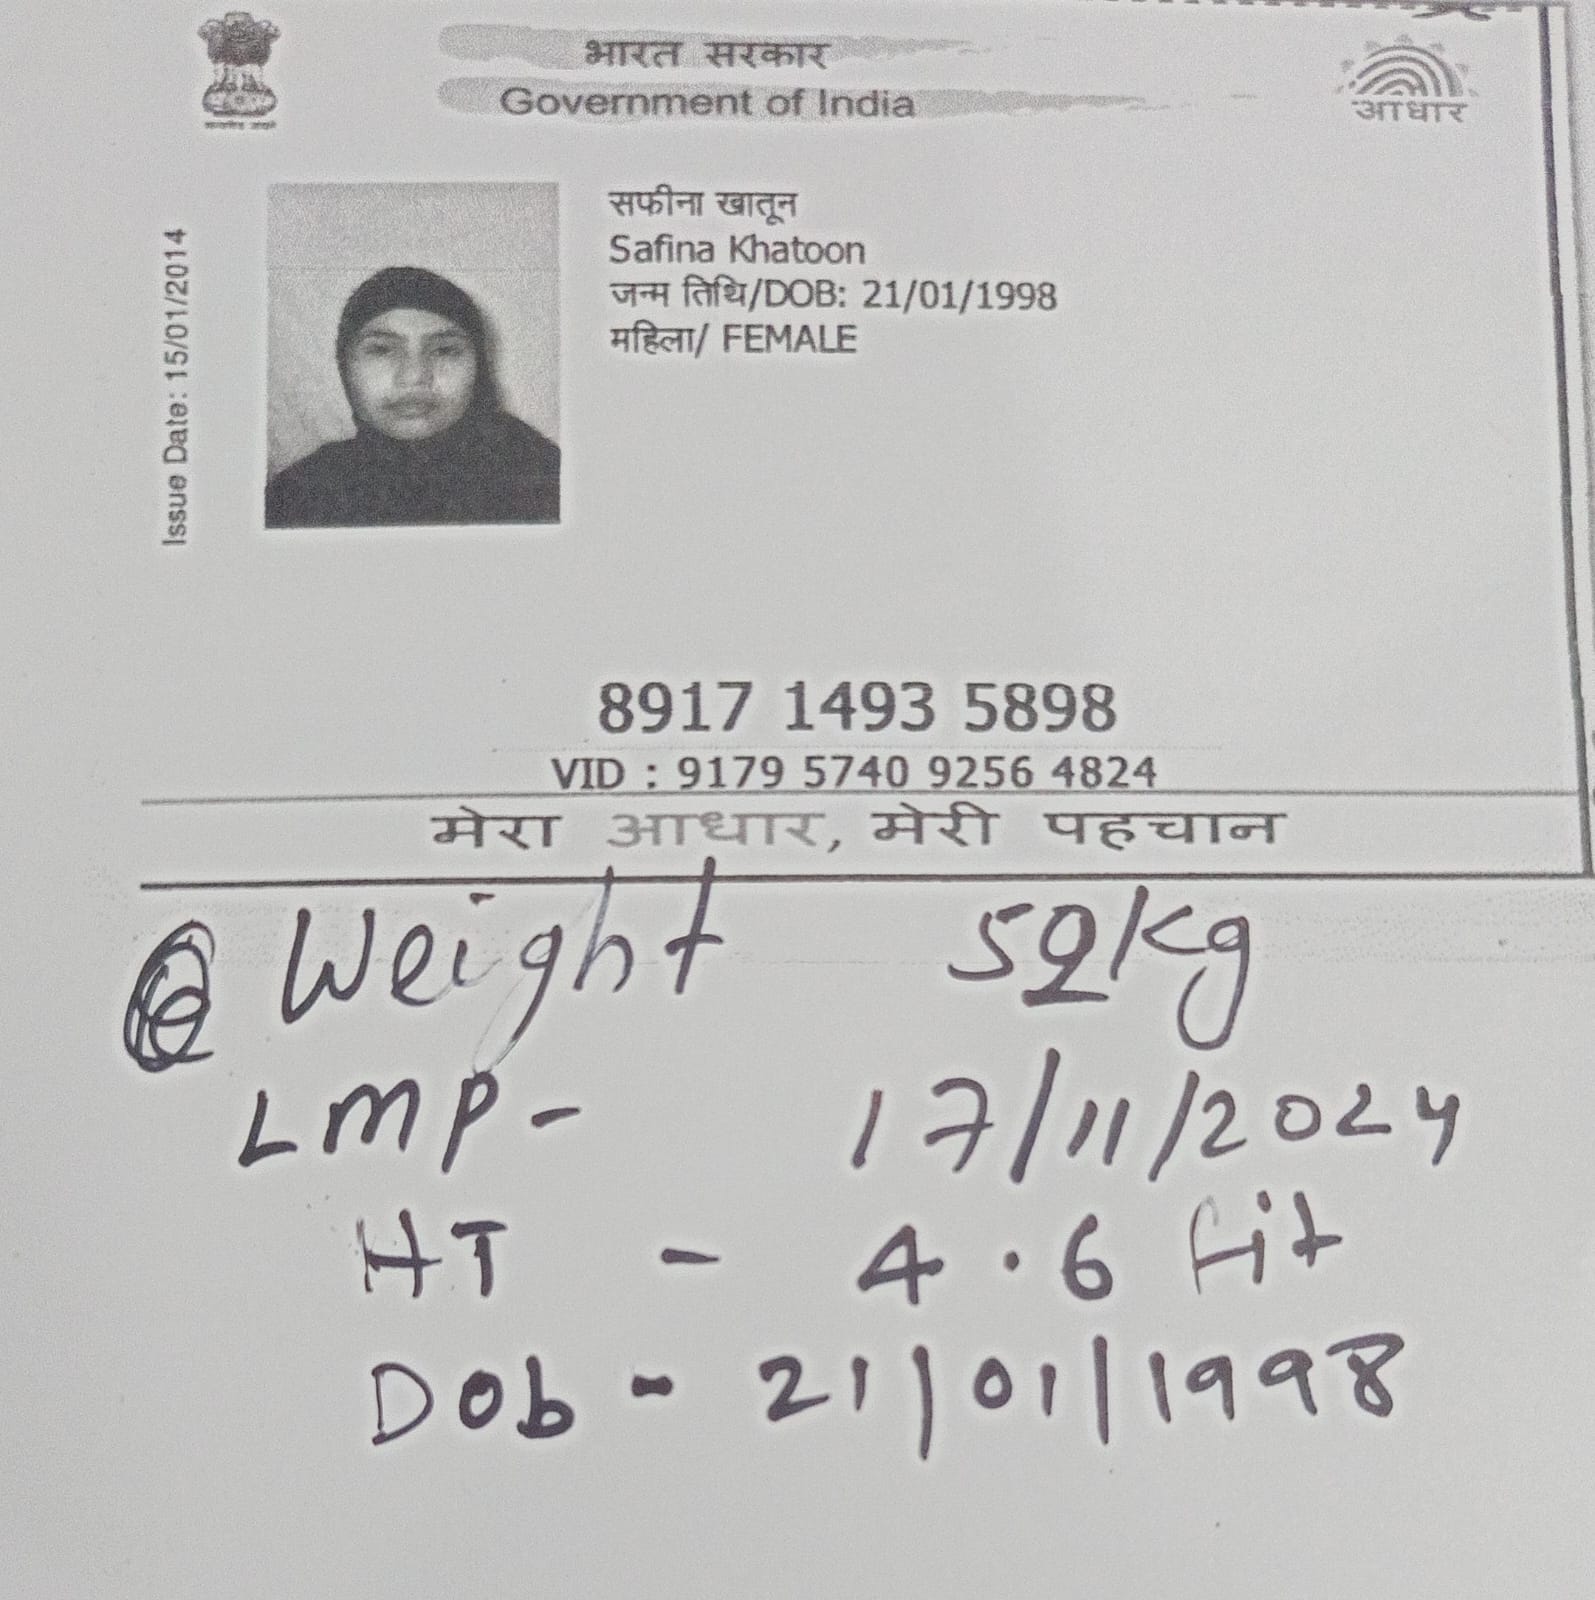 भारत सरकार
Government of India
आधार
Issue Date: 15/01/2014
सफीना खातून
Safina Khatoon
जन्म तिथि/DOB: 21/01/1998
महिला/ FEMALE
8917 1493 5898
VID : 9179 5740 9256 4824
मेरा आधार, मेरी पहचान
Weight 52kg
LMP- 17/11/2024
HT - 4.6 fit
DOb - 21/01/1998